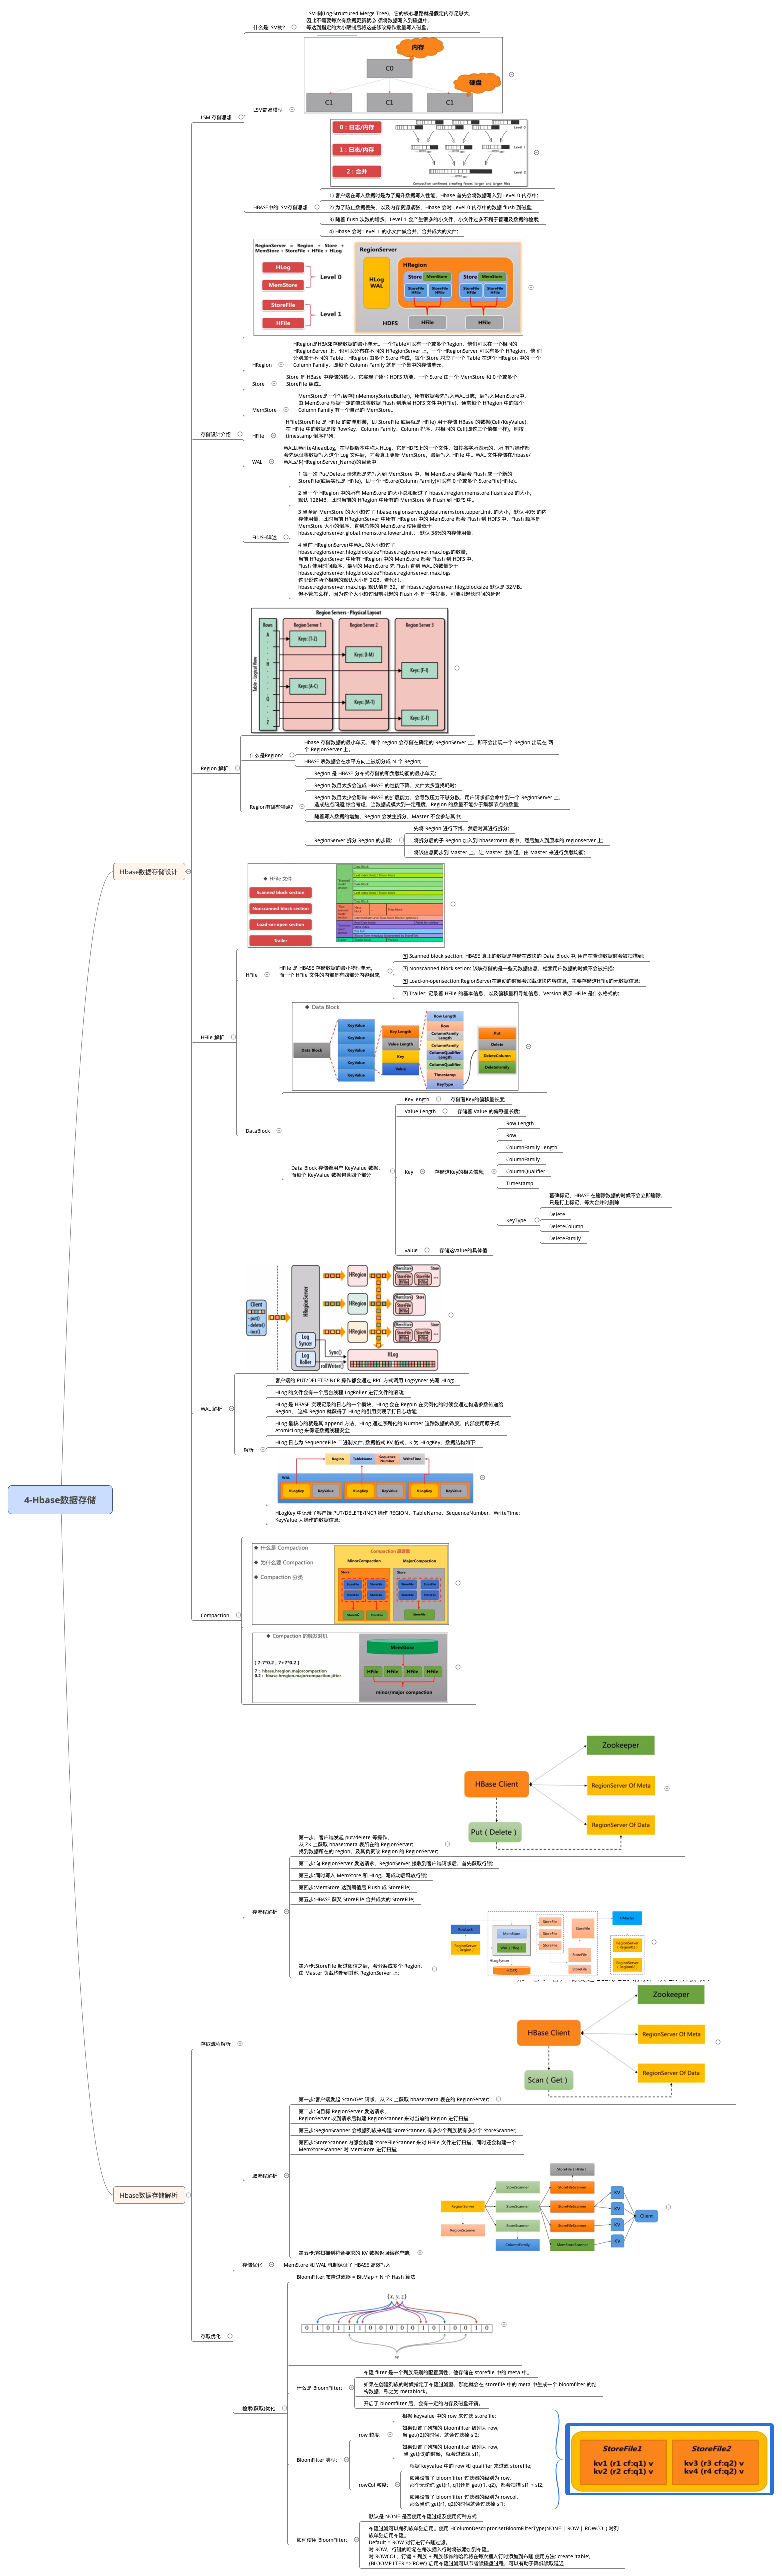 LSM 树(Log-Structured Merge Tree)，它的核心思路就是假定内存足够大，
因此不需要每次有数据更新就必 须将数据写入到磁盘中，
等达到指定的大小限制后将这些修改操作批量写入磁盘。
什么是LSM树?
内存
C0
硬盘
C1
C1
C1
LSM简易模型
LSM 存储思想
0：日志/内存
1：日志/内存
2：合并
Level 0
Level 1
Level 2
Compaction continues creating fewer, larger and larger files
1) 客户端在写入数据时是为了提升数据写入性能，Hbase 首先会将数据写入到 Level 0 内存中;
2) 为了防止数据丢失，以及内存资源紧张，Hbase 会对 Level 0 内存中的数据 flush 到磁盘;
HBASE中的LSM存储思想
3) 随着 flush 次数的增多，Level 1 会产生很多的小文件，小文件过多不利于管理及数据的检索;
4) Hbase 会对 Level 1 的小文件做合并，合并成大的文件;
RegionServer = Region + Store +
MemStore + StoreFile + HFile + HLog
HLog
MemStore
Level 0
StoreFile
HFile
Level 1
RegionServer
HLog
WAL
HRegion
Store
MemStore
StoreFile
HFile
StoreFile
HFile
Store
MemStore
StoreFile
HFile
StoreFile
HFile
HDFS
HFile
HFile
HRegion是HBASE存储数据的最小单元。一个Table可以有一个或多个Region，他们可以在一个相同的
HRegionServer 上，也可以分布在不同的 HRegionServer 上，一个 HRegionServer 可以有多个 HRegion，他 们
分别属于不同的 Table。HRegion 由多个 Store 构成，每个 Store 对应了一个 Table 在这个 HRegion 中的 一个
Column Family，即每个 Column Family 就是一个集中的存储单元。
HRegion
Store 是 HBase 中存储的核心，它实现了读写 HDFS 功能，一个 Store 由一个 MemStore 和 0 个或多个
StoreFile 组成。
Store
MemStore是一个写缓存(InMemorySortedBuffer)，所有数据会先写入WAL日志，后写入MemStore中，
由 MemStore 根据一定的算法将数据 Flush 到地层 HDFS 文件中(HFile)，通常每个 HRegion 中的每个
Column Family 有一个自己的 MemStore。
MemStore
存储设计介绍
HFile(StoreFile 是 HFile 的简单封装，即 StoreFile 底层就是 HFile) 用于存储 HBase 的数据(Cell/KeyValue)。
在 HFile 中的数据是按 RowKey、Column Family、Column 排序，对相同的 Cell(即这三个值都一样)，则按
timestamp 倒序排列。
HFile
WAL即WriteAheadLog，在早期版本中称为HLog，它是HDFS上的一个文件，如其名字所表示的，所 有写操作都
会先保证将数据写入这个 Log 文件后，才会真正更新 MemStore，最后写入 HFile 中。WAL 文件存储在/hbase/
WALs/${HRegionServer_Name}的目录中
WAL
1 每一次 Put/Delete 请求都是先写入到 MemStore 中，当 MemStore 满后会 Flush 成一个新的
StoreFile(底层实现是 HFile)，即一个 HStore(Column Family)可以有 0 个或多个 StoreFile(HFile)。
2 当一个 HRegion 中的所有 MemStore 的大小总和超过了 hbase.hregion.memstore.flush.size 的大小，
默认 128MB。此时当前的 HRegion 中所有的 MemStore 会 Flush 到 HDFS 中。
FLUSH详述
3 当全局 MemStore 的大小超过了 hbase.regionserver.global.memstore.upperLimit 的大小，默认 40% 的内
存使用量。此时当前 HRegionServer 中所有 HRegion 中的 MemStore 都会 Flush 到 HDFS 中，Flush 顺序是
MemStore 大小的倒序，直到总体的 MemStore 使用量低于
hbase.regionserver.global.memstore.lowerLimit， 默认 38%的内存使用量。
4 当前 HRegionServer中WAL 的大小超过了
hbase.regionserver.hlog.blocksize*hbase.regionserver.max.logs的数量，
当前 HRegionServer 中所有 HRegion 中的 MemStore 都会 Flush 到 HDFS 中，
Flush 使用时间顺序，最早的 MemStore 先 Flush 直到 WAL 的数量少于
hbase.regionserver.hlog.blocksize*hbase.regionserver.max.logs
这里说这两个相乘的默认大小是 2GB，查代码，
hbase.regionserver.max.logs 默认值是 32，而 hbase.regionserver.hlog.blocksize 默认是 32MB。
但不管怎么样，因为这个大小超过限制引起的 Flush 不 是一件好事，可能引起长时间的延迟
Region Servers - Physical Layout
Table - Logical View
Rows
Region Server 1
Region Server 2
Region Server 3
Keys: [T-Z]
Keys: [I-M]
Keys: [F-I]
Keys: [A-C]
Keys: [M-T]
Keys: [C-F]
Hbase 存储数据的最小单元，每个 region 会存储在确定的 RegionServer 上，即不会出现一个 Region 出现在 两
个 RegionServer 上。
什么是Region?
HBASE 表数据会在水平方向上被切分成 N 个 Region;
Region 解析
Region 是 HBASE 分布式存储的和负载均衡的最小单元;
Region 数目太多会造成 HBASE 的性能下降，文件太多查找耗时;
Region 数目太少会影响 HBASE 的扩展能力，会导致压力不够分散，用户请求都会命中到一个 RegionServer 上，
造成热点问题;综合考虑，当数据规模大到一定程度，Region 的数量不能少于集群节点的数量;
Region有哪些特点?
随着写入数据的增加，Region 会发生拆分，Master 不会参与其中;
先将 Region 进行下线，然后对其进行拆分;
RegionServer 拆分 Region 的步骤:
将拆分后的子 Region 加入到 hbase:meta 表中，然后加入到原本的 regionserver 上;
将该信息同步到 Master 上，让 Master 也知道，由 Master 来进行负载均衡;
Hbase数据存储设计
◆ HFile 文件
Scanned block section
Nonscanned block section
Load-on-open section
Trailer
HFile 是 HBASE 存储数据的最小物理单元，
而一个 HFile 文件的内部是有四部分内容组成;
HFile
Scanned block section: HBASE 真正的数据是存储在改块的 Data Block 中, 用户在查询数据时会被扫描到;
Nonscanned block setion: 该块存储的是一些元数据信息，检索用户数据的时候不会被扫描;
Load-on-opensection:RegionServer在启动的时候会加载该块内容信息，主要存储这HFile的元数据信息;
Trailer: 记录着 HFile 的基本信息，以及偏移量和寻址信息，Version 表示 HFile 是什么格式的;
HFile 解析
◆ Data Block
Data Block
KeyValue
KeyValue
KeyValue
KeyValue
KeyValue
Key Length
Value Length
Key
Value
Row Length
Row
ColumnFamily Length
ColumnFamily
ColumnQualifier Length
ColumnQualifier
Timestamp
KeyType
Put
Delete
DeleteColumn
DeleteFamily
DataBlock
Data Block 存储着用户 KeyValue 数据，
而每个 KeyValue 数据包含四个部分
KeyLength
存储着Key的偏移量长度;
Value Length
存储着 Value 的偏移量长度;
Key
存储这Key的相关信息;
Row Length
Row
ColumnFamily Length
ColumnFamily
ColumnQualifier
Timestamp
KeyType
墓碑标记，HBASE 在删除数据的时候不会立即删除，
只是打上标记，等大合并时删除
Delete
DeleteColumn
DeleteFamily
value
存储这value的具体值
Client
- put()
- delete()
- incr()
HRegionServer
Log
Syncer
Log
Roller
HRegion
HRegion
HRegion
MemStore
Store
StoreFile
HFile
Sync()
rollWriter()
HLog
客户端的 PUT/DELETE/INCR 操作都会通过 RPC 方式调用 LogSyncer 先写 HLog;
HLog 的文件会有一个后台线程 LogRoller 进行文件的滚动;
HLog 是 HBASE 实现记录的日志的一个模块，HLog 会在 Region 在实例化的时候会通过构造参数传递给
Region， 这样 Region 就获得了 HLog 的引用实现了打日志功能;
WAL 解析
解析
HLog 最核心的就是其 append 方法，HLog 通过序列化的 Number 追踪数据的改变，内部使用原子类
AtomicLong 来保证数据线程安全;
HLog 日志为 SequenceFile 二进制文件, 数据格式 KV 格式，K 为 HLogKey，数据结构如下:
Region
TableName
Sequence Number
WriteTime
WAL
HLogKey
KeyValue
HLogKey
KeyValue
HLogKey
KeyValue
HLogKey 中记录了客户端 PUT/DELETE/INCR 操作 REGION、TableName、SequenceNumber、WriteTime;
KeyValue 为操作的数据信息;
4-Hbase数据存储
◆ 什么是 Compaction
◆ 为什么要 Compaction
◆ Compaction 分类
MinorCompaction
MajorCompaction
Store
StoreFile
StoreFile
StoreFile
StoreFile
StoreFile
StoreFile
Store
StoreFile
StoreFile
StoreFile
StoreFile
StoreFile
Compaction
◆ Compaction 的触发时机
[ 7-7*0.2 , 7+7*0.2 ]
7 : hbase.hregion.majorcompaction
0.2 : hbase.hregion.majorcompaction.jitter
MemStore
HFile
HFile
HFile
HFile
minor/major compaction
Zookeeper
HBase Client
RegionServer Of Meta
RegionServer Of Data
Put ( Delete )
第一步，客户端发起 put/delete 等操作，
从 ZK 上获取 hbase:meta 表所在的 RegionServer;
找到数据所在的 region，及其负责改 Region 的 RegionServer;
第二步:向 RegionServer 发送请求，RegionServer 接收到客户端请求后，首先获取行锁;
第三步:同时写入 MemStore 和 HLog，写成功后释放行锁;
第四步:MemStore 达到阈值后 Flush 成 StoreFile;
第五步:HBASE 获奖 StoreFile 合并成大的 StoreFile;
存流程解析
RegionServer
( Region )
MemStore
WAL ( HLog )
HLogSyncer
HDFS
StoreFile
StoreFile
StoreFile
StoreFile
StoreFile
StoreFile
HMaster
RegionServer
( Region01 )
RegionServer
( Region02 )
第六步:StoreFile 超过阈值之后，会分裂成多个 Region，
由 Master 负载均衡到其他 RegionServer 上;
存取流程解析
Zookeeper
HBase Client
RegionServer Of Meta
RegionServer Of Data
Scan ( Get )
第一步:客户端发起 Scan/Get 请求，从 ZK 上获取 hbase:meta 表在的 RegionServer;
第二步:向目标 RegionServer 发送请求，
RegionServer 收到请求后构建 RegionScanner 来对当前的 Region 进行扫描
第三步:RegionScanner 会根据列族来构建 StoreScanner, 有多少个列族就有多少个 StoreScanner;
第四步:StoreScanner 内部会构建 StoreFileScanner 来对 HFile 文件进行扫描，同时还会构建一个
MemStoreScanner 对 MemStore 进行扫描;
取流程解析
StoreFile ( HFile )
RegionServer
RegionScanner
StoreScanner
StoreScanner
StoreScanner
ColumnFamily
StoreFileScanner
StoreFileScanner
StoreFileScanner
MemStoreScanner
KV
KV
KV
KV
Client
第五步:将扫描到符合要求的 KV 数据返回给客户端;
Hbase数据存储解析
存储优化
MemStore 和 WAL 机制保证了 HBASE 高效写入
存取优化
BloomFilter:布隆过滤器 = BitMap + N 个 Hash 算法
{x, y, z}
0 1 0 1 1 1 0 0 0 0 0 1 0 1 0 0 1 0
w
布隆 filter 是一个列族级别的配置属性，他存储在 storefile 中的 meta 中。
什么是 BloomFilter:
如果在创建列族的时候指定了布隆过滤器，那他就会在 storefile 中的 meta 中生成一个 bloomfilter 的结
构数据，称之为 metablock。
开启了 bloomfilter 后，会有一定的内存及磁盘开销。
检索(获取)优化
BloomFilter 类型:
row 粒度:
根据 keyvalue 中的 row 来过滤 storefile;
如果设置了列族的 bloomfilter 级别为 row，
当 get(r2)的时候，就会过滤掉 sf2;
如果设置了列族的 bloomfilter 级别为 row，
当 get(r3)的时候，就会过滤掉 sf1;
rowCol 粒度:
根据 keyvalue 中的 row 和 qualifier 来过滤 storefile;
如果设置了 bloomfilter 过滤器的级别为 row，
那个无论你 get(r1, q1)还是 get(r1, q2)，都会扫描 sf1 + sf2。
如果设置了 bloomfilter 过滤器的级别为 rowcol，
那么当你 get(r1, q2)的时候就会过滤掉 sf1;
StoreFile1
kv1 (r1 cf:q1) v
kv2 (r2 cf:q1) v
StoreFile2
kv3 (r3 cf:q2) v
kv4 (r4 cf:q2) v
如何使用 BloomFilter:
默认是 NONE 是否使用布隆过虑及使用何种方式
布隆过滤可以每列族单独启用。使用 HColumnDescriptor.setBloomFilterType(NONE | ROW | ROWCOL) 对列
族单独启用布隆。
Default = ROW 对行进行布隆过滤。
对 ROW，行键的哈希在每次插入行时将被添加到布隆。
对 ROWCOL，行键 + 列族 + 列族修饰的哈希将在每次插入行时添加到布隆 使用方法: create 'table',
{BLOOMFILTER =>'ROW'} 启用布隆过滤可以节省读磁盘过程，可以有助于降低读取延迟